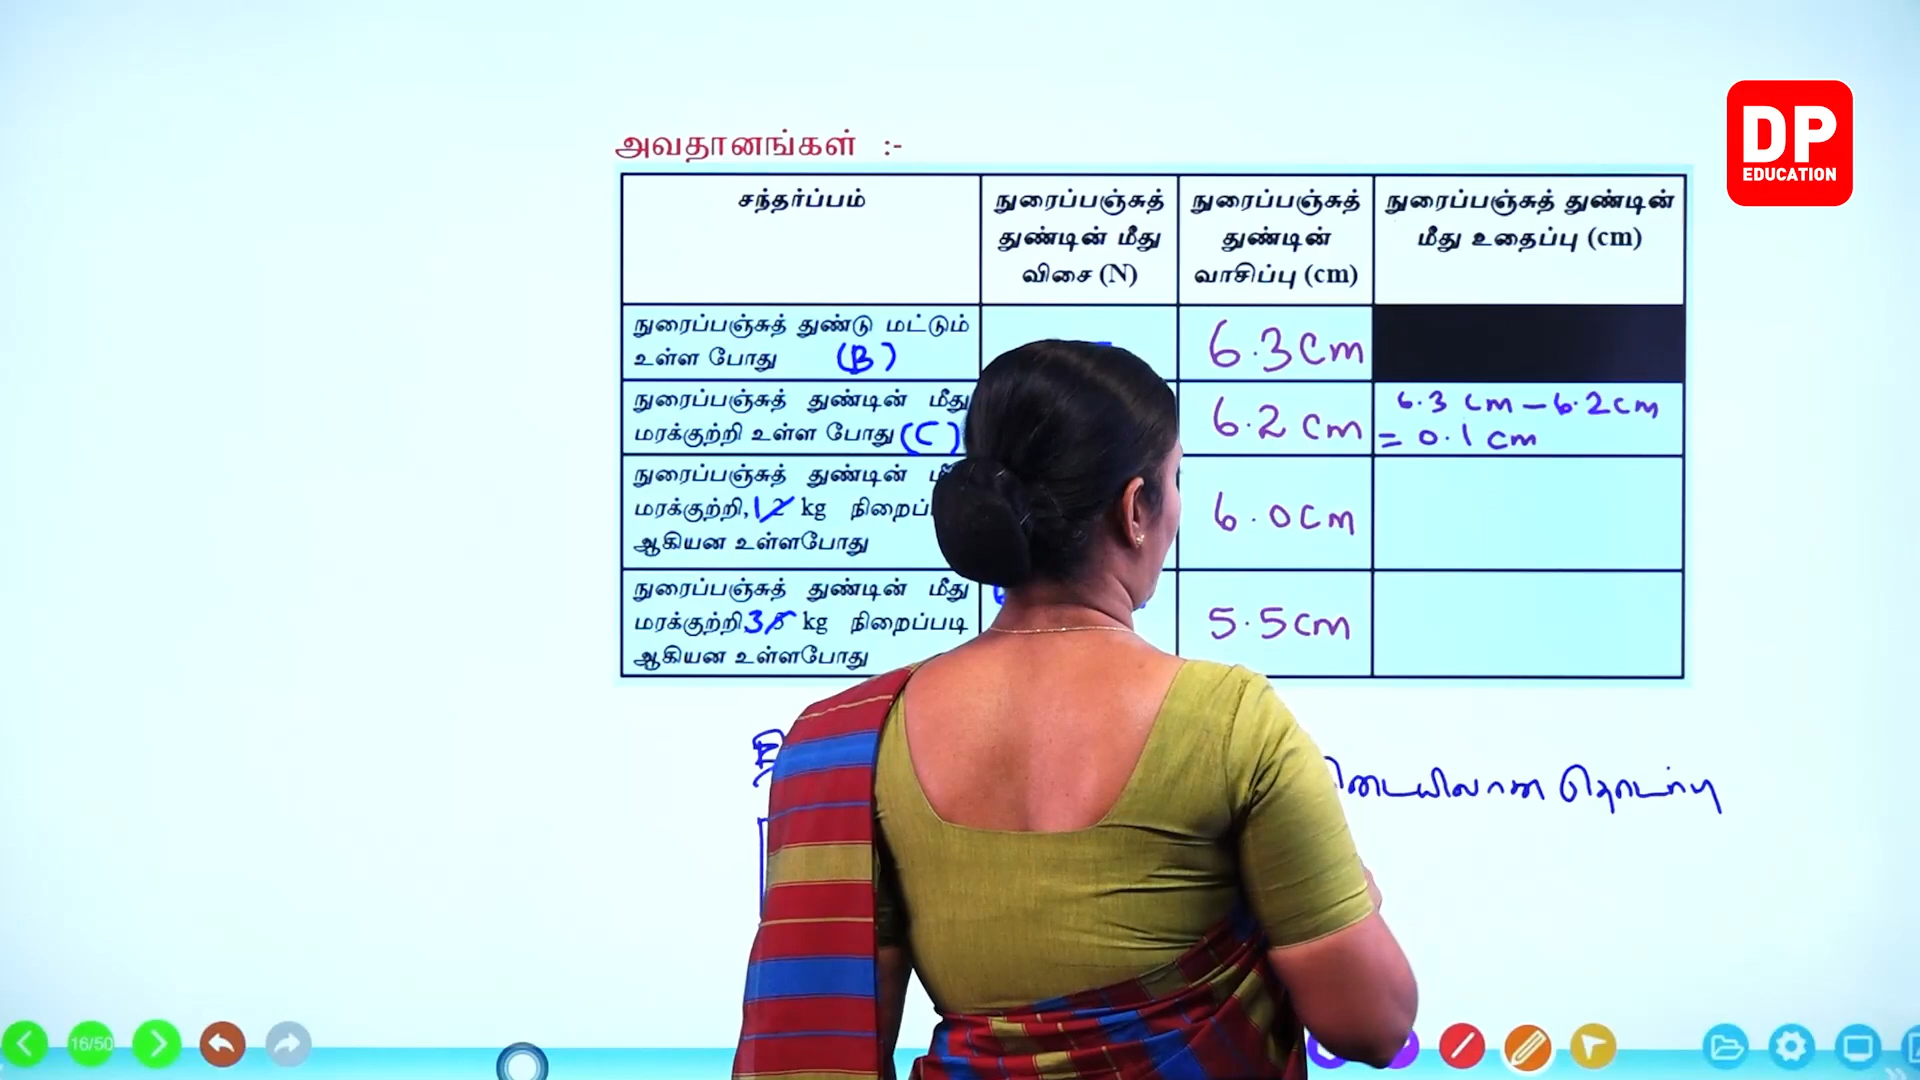 DP
EDUCATION
அவதானங்கள் :-
சந்தர்ப்பம்
நுரைப்பஞ்சுத்
துண்டின் மீது
விசை (N)
நுரைப்பஞ்சுத்
துண்டின்
வாசிப்பு (cm)
நுரைப்பஞ்சுத் துண்டின்
மீது உதைப்பு (cm)
நுரைப்பஞ்சுத் துண்டு மட்டும்
உள்ள போது (B)
6.3cm
நுரைப்பஞ்சுத் துண்டின் மீது
மரக்குற்றி உள்ள போது (C)
6.2 cm
6.3 cm - 6.2cm
= 0.1 cm
நுரைப்பஞ்சுத் துண்டின்
மரக்குற்றி, 1 kg
ஆகியன உள்ளபோது
6.0cm
நுரைப்பஞ்சுத் துண்டின் மீது
மரக்குற்றி 3 kg நிறைப்படி
ஆகியன உள்ளபோது
5.5cm
தொடர்பு
16/50